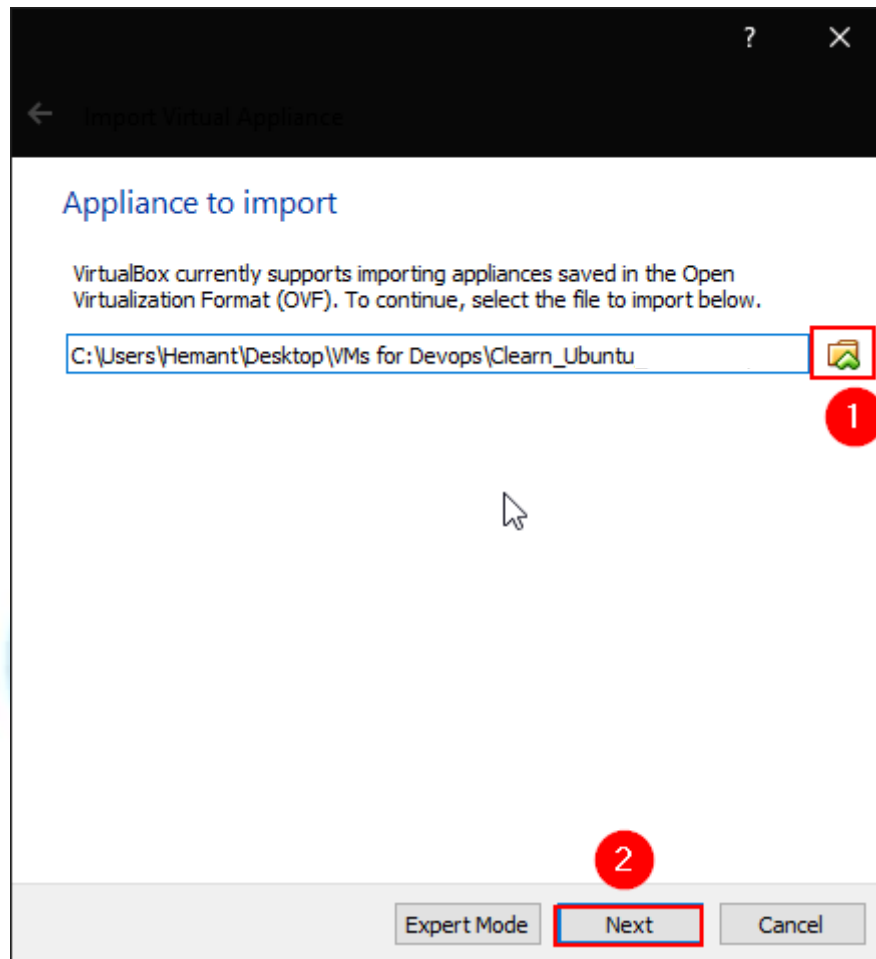 ?
Import Virtual Appliance
Appliance to import
VirtualBox currently supports importing appliances saved in the Open
Virtualization Format (OVF). To continue, select the file to import below.
C:\Users\Hemant\Desktop\VMs for Devops\Clearn_Ubuntu_
1
2
Expert Mode Next Cancel